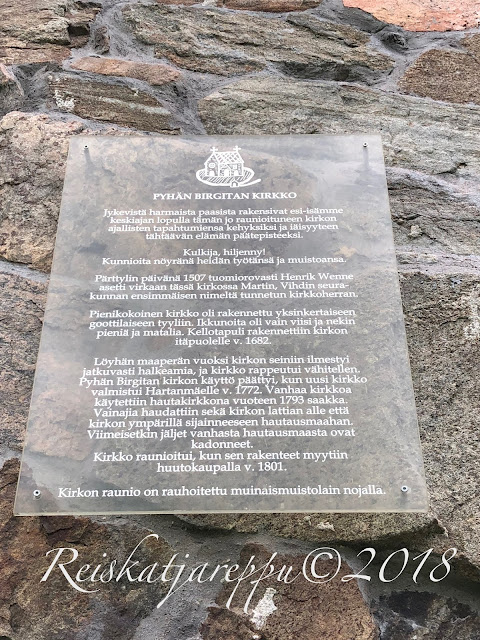 PYHÄN BIRGITAN KIRKKO
Jykevistä harmaista paasista rakensivat esi-isämme
keskiajan lopulla tämän jo raunioituneen kirkon
ajallisten tapahtumiensa kehyksiksi ja iäisyyteen
tähtäävän elämän päätepisteeksi.
Kulkija, hiljenny!
Kunnioita nöyränä heidän työtänsä ja muistoansa.
Pärttylin päivänä 1507 tuomiorovasti Henrik Wenne
asetti virkaan tässä kirkossa Martin, Vihdin seura-
kunnan ensimmäisen nimeltä tunnetun kirkkoherran.
Pienikokoinen kirkko oli rakennettu yksinkertaiseen
goottilaiseen tyyliin. Ikkunoita oli vain viisi ja nekin
pieniä ja matalia. Kellotapuli rakennettiin kirkon
itäpuolelle v. 1682.
Löyhän maaperän vuoksi kirkon seiniin ilmestyi
jatkuvasti halkeamia, ja kirkko rappeutui vähitellen.
Pyhän Birgitan kirkon käyttö päättyi, kun uusi kirkko
valmistui Hartanmäelle v. 1772. Vanhaa kirkkoa
käytettiin hautakirkkona vuoteen 1793 saakka.
Vainajia haudattiin sekä kirkon lattian alle että
kirkon ympärillä sijainneeseen hautausmaahan.
Viimeisetkin jäljet vanhasta hautausmaasta ovat
kadonneet.
Kirkko raunioitui, kun sen rakenteet myytiin
huutokaupalla v. 1801.
Kirkon raunio on rauhoitettu muinaismuistolain nojalla.
Reiskatjareppu©2018